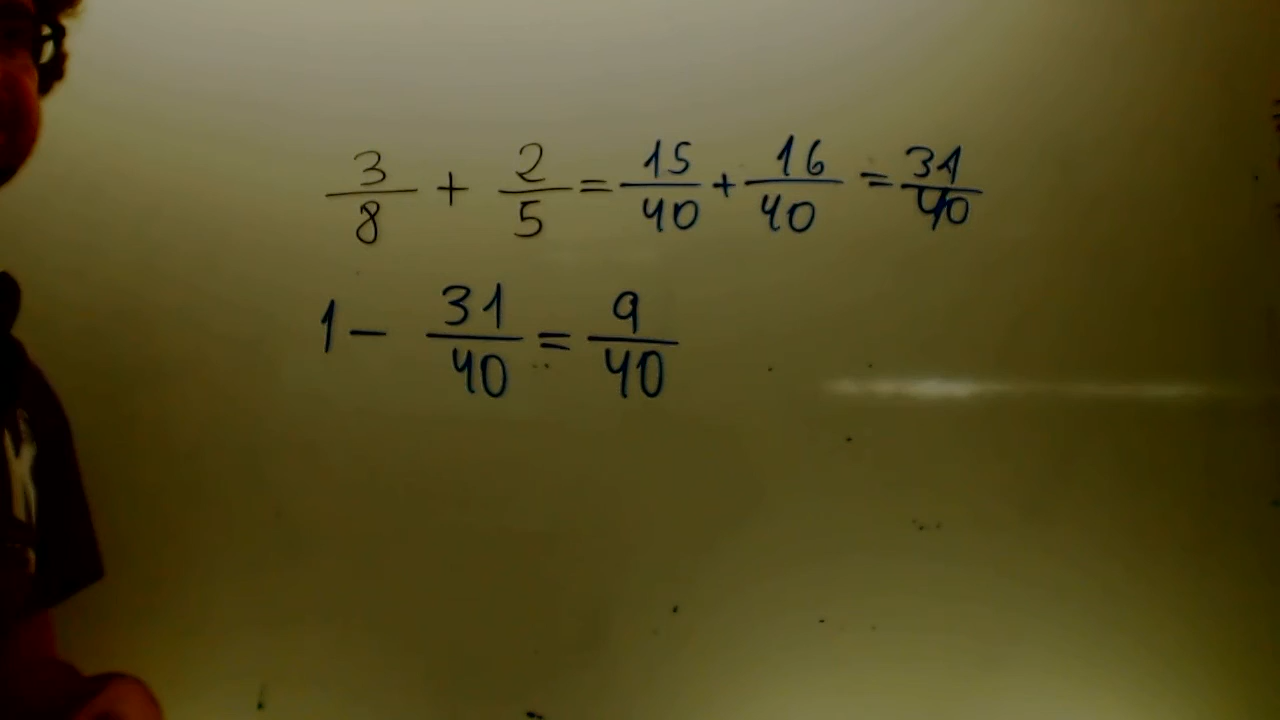 3/8 + 2/5 = 15/40 + 16/40 = 31/40
1 - 31/40 = 9/40